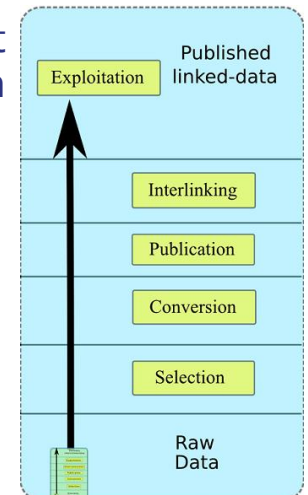 Published
linked-data
Exploitation
Interlinking
Publication
Conversion
Selection
Raw
Data